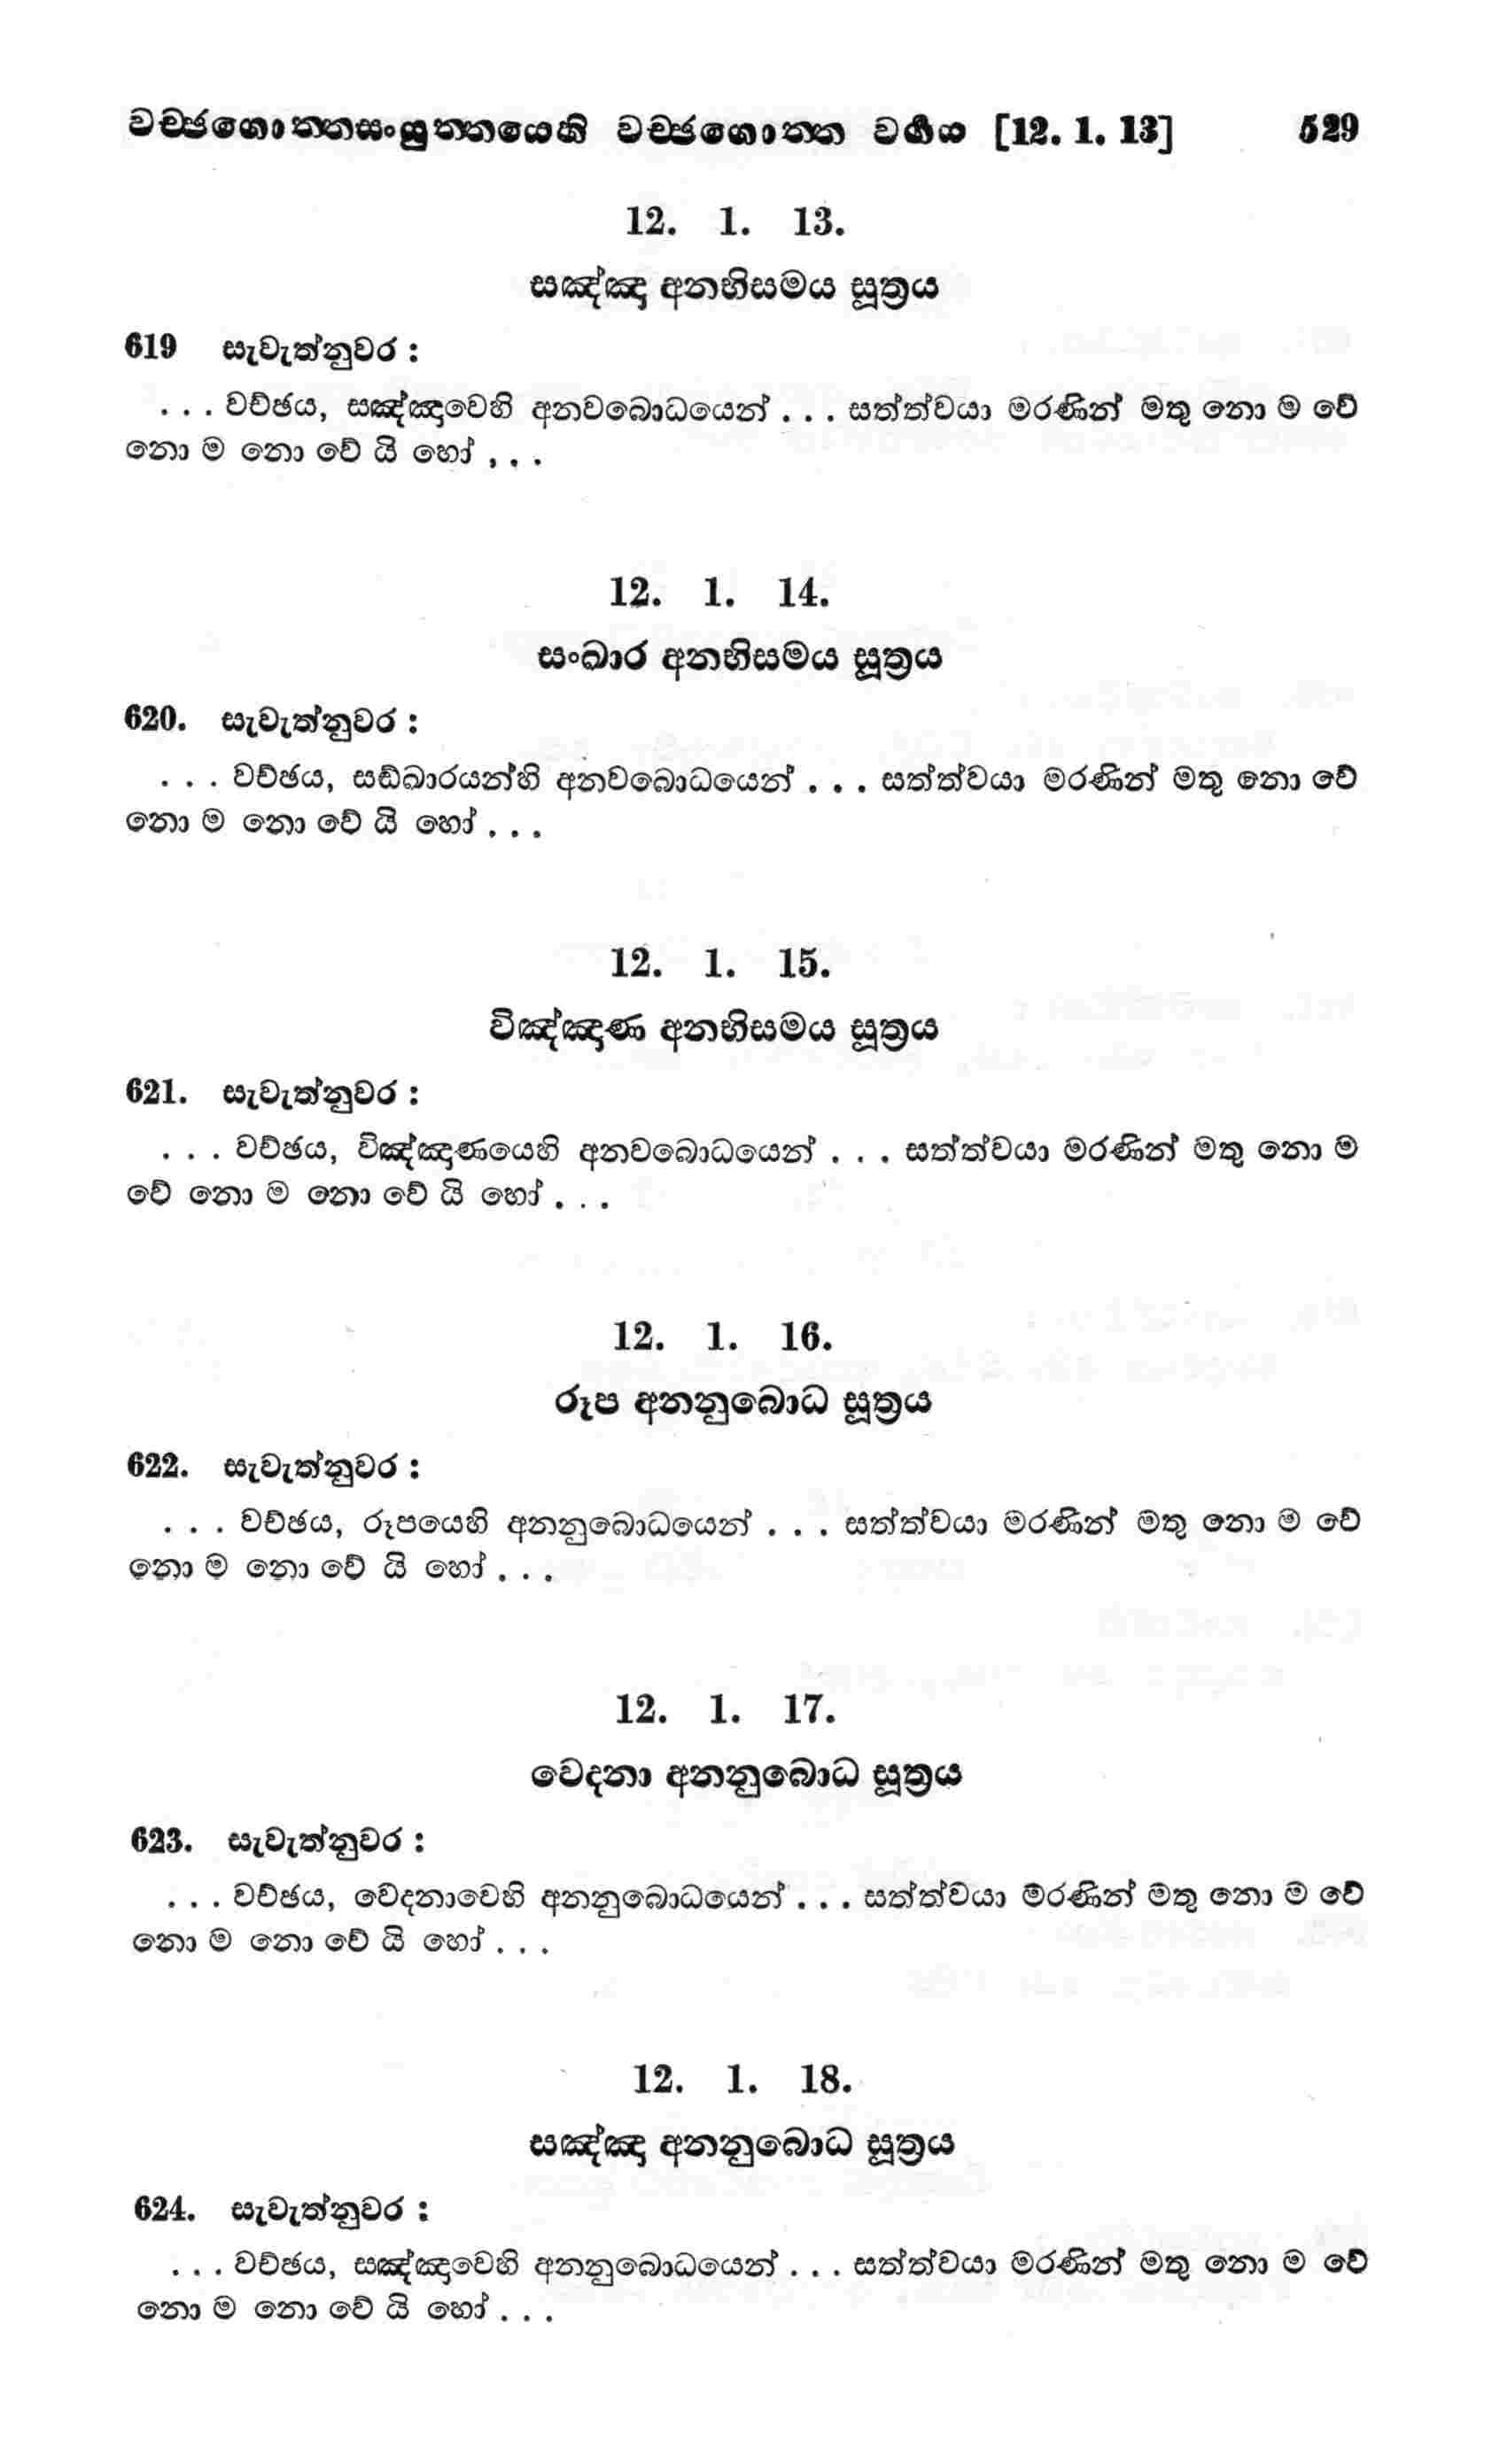 වච්ඡගොත්තසංයුත්තයෙහි වච්ඡගොත්ත වර්‍ගය [12. 1. 13] 529
12. 1. 13.
සඤ්ඤා අනභිසමය සූත්‍රය
619 සැවැත්නුවර :
. . . වච්ඡය, සඤ්ඤාවෙහි අනවබොධයෙන් . . . සත්ත්වයා මරණින් මතු නො ම වේ
නො ම නො වේ යි හෝ , . .
12. 1. 14.
සංඛාර අනභිසමය සූත්‍රය
620. සැවැත්නුවර :
. . . වච්ඡය, සඞ්ඛාරයන්හි අනවබොධයෙන් . . . සත්ත්වයා මරණින් මතු නො වේ
නො ම නො වේ යි හෝ . . .
12. 1. 15.
විඤ්ඤාණ අනභිසමය සූත්‍රය
621. සැවැත්නුවර :
. . . වච්ඡය, විඤ්ඤාණයෙහි අනවබොධයෙන් . . . සත්ත්වයා මරණින් මතු නො ම
වේ නො ම නො වේ යි හෝ . . .
12. 1. 16.
රූප අනනුබොධ සූත්‍රය
622. සැවැත්නුවර :
. . . වච්ඡය, රූපයෙහි අනනුබොධයෙන් . . . සත්ත්වයා මරණින් මතු නො ම වේ
නො ම නො වේ යි හෝ . . .
12. 1. 17.
වෙදනා අනනුබොධ සූත්‍රය
623. සැවැත්නුවර :
. . . වච්ඡය, වෙදනාවෙහි අනනුබොධයෙන් . . . සත්ත්වයා මරණින් මතු නො ම වේ
නො ම නො වේ යි හෝ . . .
12. 1. 18.
සඤ්ඤා අනනුබොධ සූත්‍රය
624. සැවැත්නුවර :
. . . වච්ඡය, සඤ්ඤාවෙහි අනනුබොධයෙන් . . . සත්ත්වයා මරණින් මතු නො ම වේ
නො ම නො වේ යි හෝ . . .